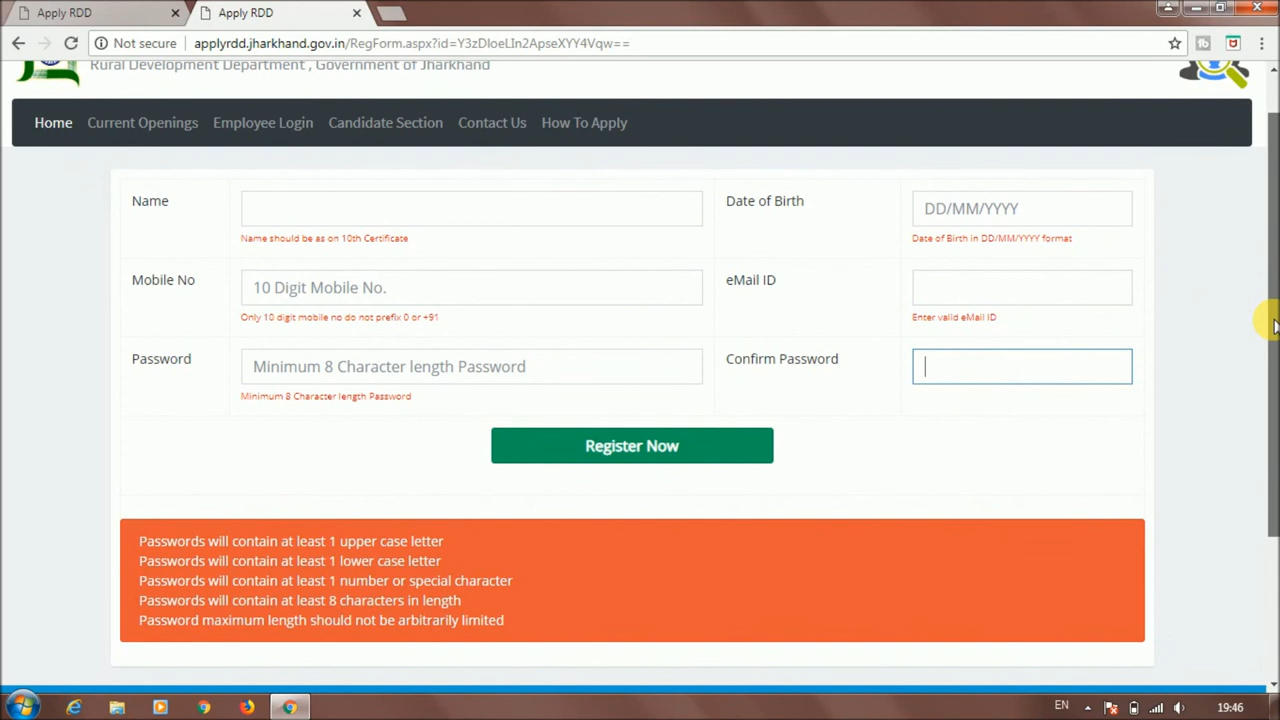 Apply RDD
Apply RDD
Not secure applyrdd.jharkhand.gov.in/RegForm.aspx?id=Y3zDloeLIn2ApseXYY4Vqw==
Rural Development Department , Government of Jharkhand
Home Current Openings Employee Login Candidate Section Contact Us How To Apply
Name
Name should be as on 10th Certificate
Date of Birth DD/MM/YYYY
Date of Birth in DD/MM/YYYY format
Mobile No 10 Digit Mobile No.
Only 10 digit mobile no do not prefix 0 or +91
eMail ID
Enter valid eMail ID
Password Minimum 8 Character length Password
Minimum 8 Character length Password
Confirm Password
Register Now
Passwords will contain at least 1 upper case letter
Passwords will contain at least 1 lower case letter
Passwords will contain at least 1 number or special character
Passwords will contain at least 8 characters in length
Password maximum length should not be arbitrarily limited
EN 19:46